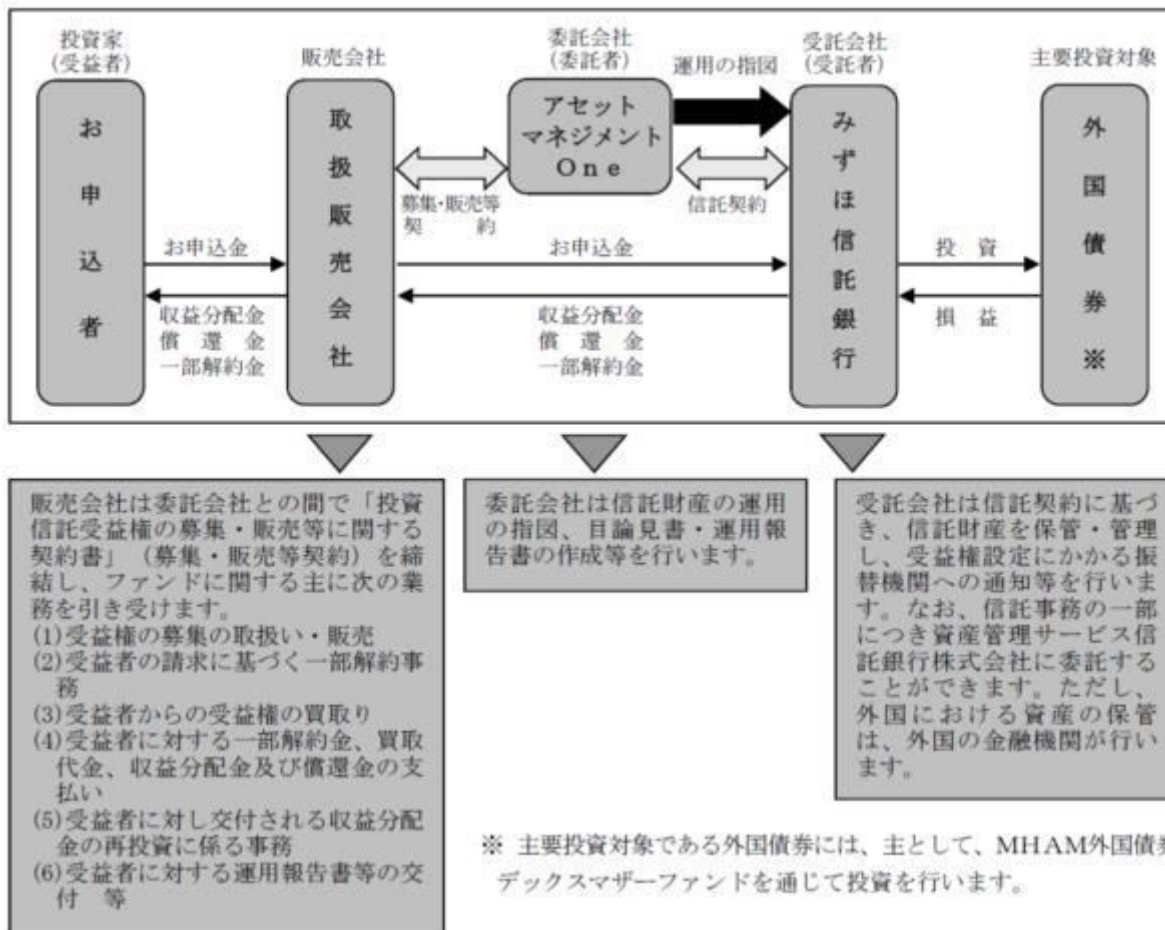 投資家
(受益者)
販売会社
委託会社
(委託者)
運用の指図
受託会社
(受託者)
主要投資対象
お申込者
取扱販売会社
アセット
マネジメント
One
みずほ信託銀行
外国債券※
募集・販売等
契　約
信託契約
お申込金
お申込金
投　資
収益分配金
償　還　金
一部解約金
収益分配金
償　還　金
一部解約金
損　益
販売会社は委託会社との間で「投資
信託受益権の募集・販売等に関する
契約書」（募集・販売等契約）を締
結し、ファンドに関する主に次の業
務を引き受けます。
(1)受益権の募集の取扱い・販売
(2)受益者の請求に基づく一部解約事
務
(3)受益者からの受益権の買取り
(4)受益者に対する一部解約金、買取
代金、収益分配金及び償還金の支
払い
(5)受益者に対し交付される収益分配
金の再投資に係る事務
(6)受益者に対する運用報告書等の交
付　等
委託会社は信託財産の運用
の指図、目論見書・運用報
告書の作成等を行います。
受託会社は信託契約に基づ
き、信託財産を保管・管理
し、受益権設定にかかる振
替機関への通知等を行いま
す。なお、信託事務の一部
につき資産管理サービス信
託銀行株式会社に委託する
ことができます。ただし、
外国における資産の保管
は、外国の金融機関が行い
ます。
※ 主要投資対象である外国債券には、主として、MHAM外国債券
デックスマザーファンドを通じて投資を行います。